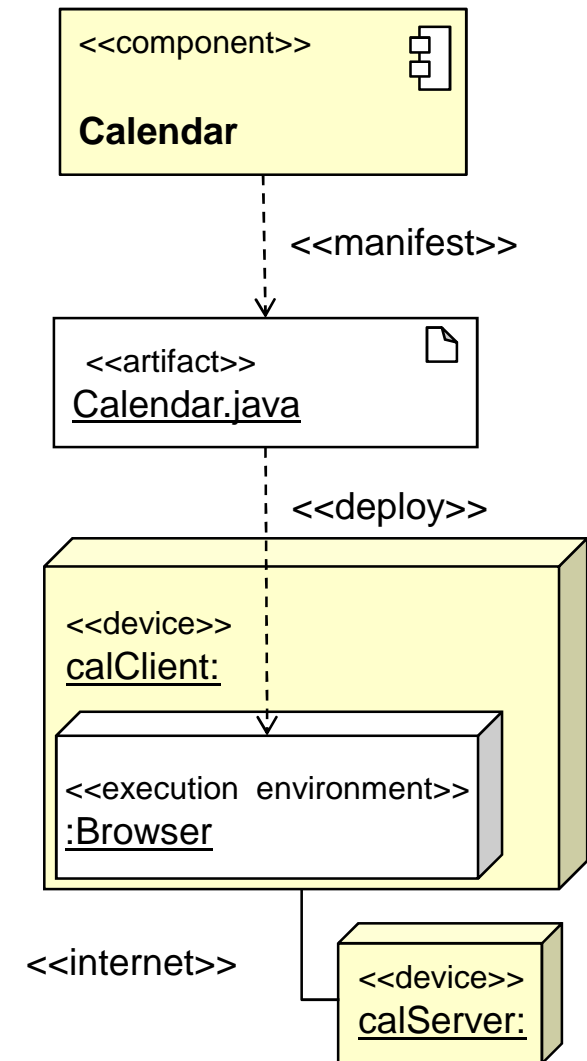 <<component>>
Calendar
<<manifest>>
<<artifact>>
Calendar.java
<<deploy>>
<<device>>
calClient:
<<execution environment>>
:Browser
<<internet>>
<<device>>
calServer: